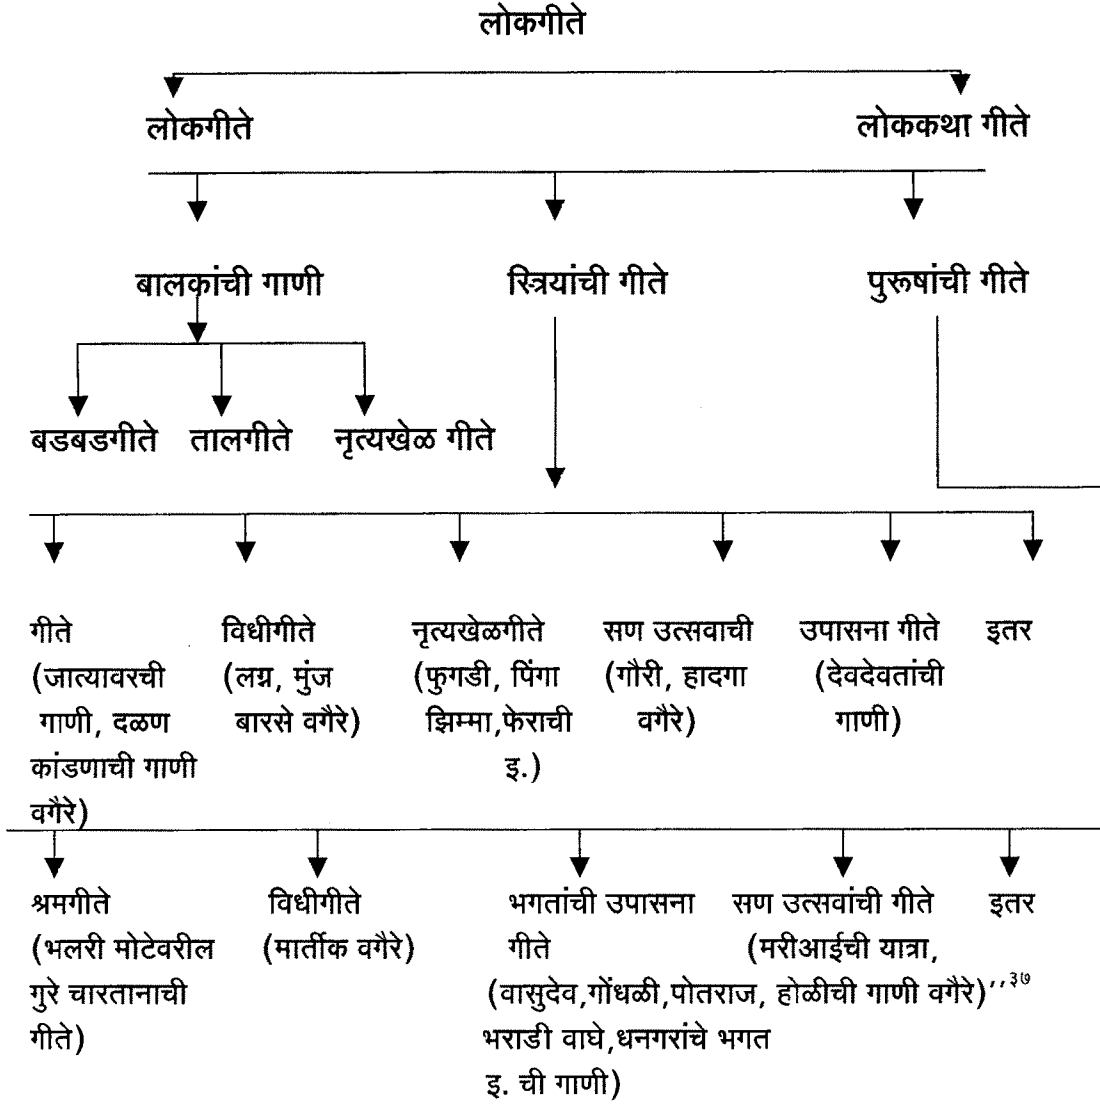 लोकगीते
लोकगीते लोककथा गीते
बालकांची गाणी स्त्रियांची गीते पुरूषांची गीते
बडबडगीते तालगीते नृत्यखेळ गीते
गीते विधीगीते नृत्यखेळगीते सण उत्सवाची उपासना गीते इतर
(जात्यावरची (लग्न, मुंज (फुगडी, पिंगा (गौरी, हादगा (देवदेवतांची
गाणी, दळण बारसे वगैरे) झिम्मा,फेराची वगैरे) गाणी)
कांडणाची गाणी इ.)
वगैरे)
श्रमगीते विधीगीते भगतांची उपासना सण उत्सवांची गीते इतर
(भलरी मोटेवरील (मार्तीक वगैरे) गीते (मरीआईची यात्रा,
गुरे चारतानाची (वासुदेव,गोंधळी,पोतराज, होळीची गाणी वगैरे)''३७
गीते) भराडी वाघे,धनगरांचे भगत
इ. ची गाणी)